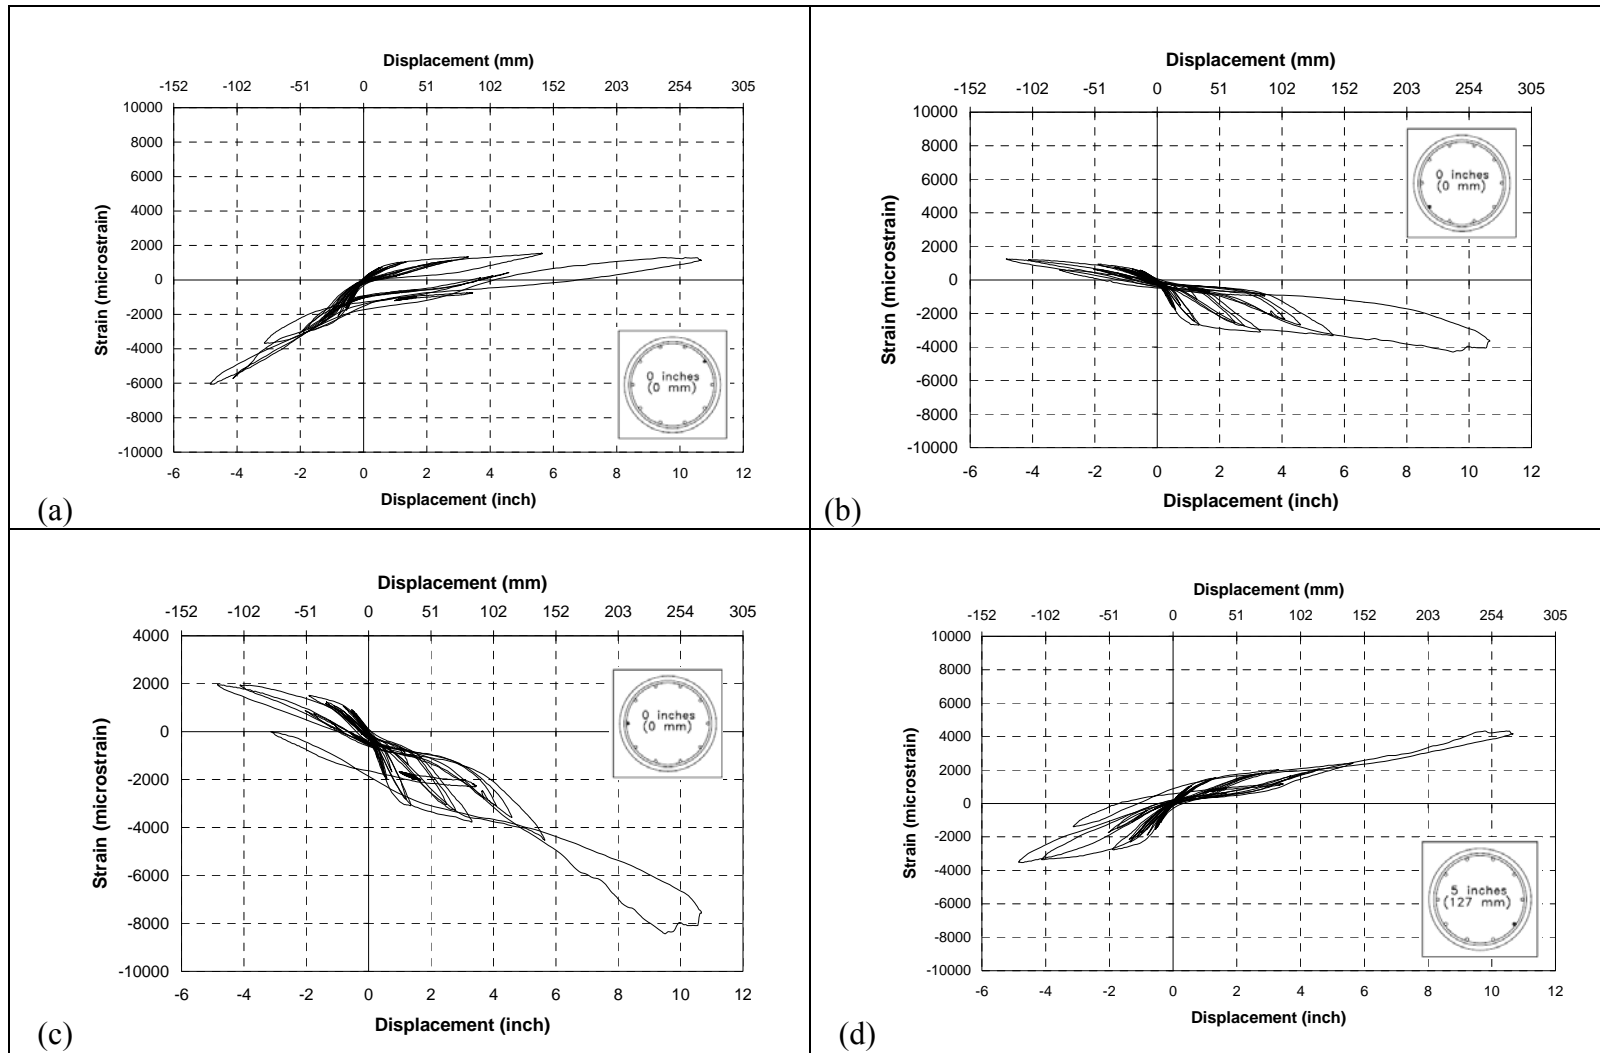 Displacement (mm)
-152 -102 -51 0 51 102 152 203 254 305
10000
8000
6000
4000
2000
0
-2000
-4000
-6000
-8000
-10000
Strain (microstrain)
0 inches
(0 mm)
-6 -4 -2 0 2 4 6 8 10 12
Displacement (inch)
(a)
Displacement (mm)
-152 -102 -51 0 51 102 152 203 254 305
10000
8000
6000
4000
2000
0
-2000
-4000
-6000
-8000
-10000
Strain (microstrain)
0 inches
(0 mm)
-6 -4 -2 0 2 4 6 8 10 12
Displacement (inch)
(b)
Displacement (mm)
-152 -102 -51 0 51 102 152 203 254 305
4000
2000
0
-2000
-4000
-6000
-8000
-10000
Strain (microstrain)
0 inches
(0 mm)
-6 -4 -2 0 2 4 6 8 10 12
Displacement (inch)
(c)
Displacement (mm)
-152 -102 -51 0 51 102 152 203 254 305
10000
8000
6000
4000
2000
0
-2000
-4000
-6000
-8000
-10000
Strain (microstrain)
5 inches
(127 mm)
-6 -4 -2 0 2 4 6 8 10 12
Displacement (inch)
(d)